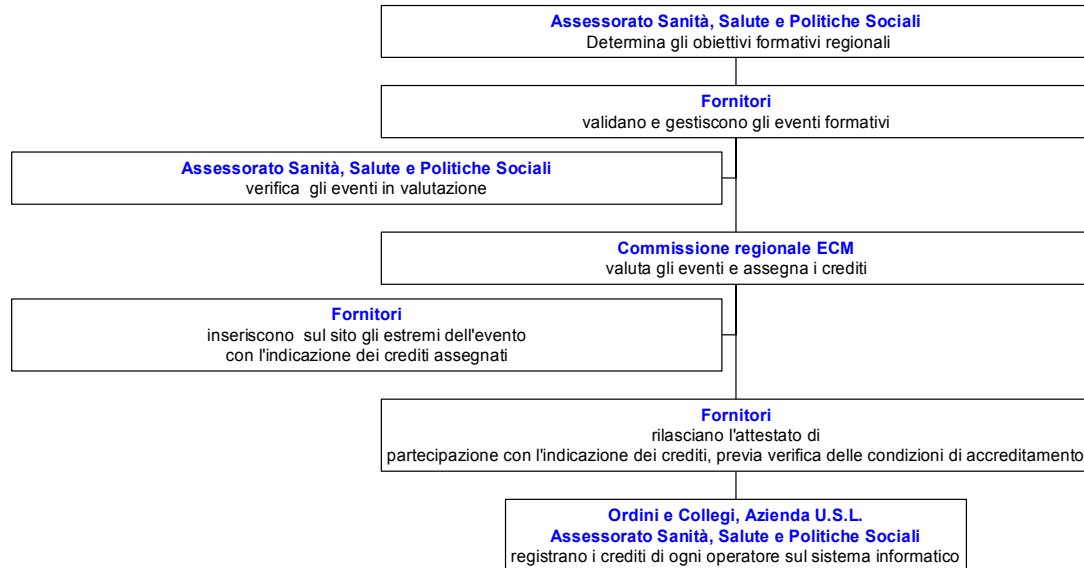 Assessorato Sanità, Salute e Politiche Sociali
Determina gli obiettivi formativi regionali
Fornitori
validano e gestiscono gli eventi formativi
Assessorato Sanità, Salute e Politiche Sociali
verifica gli eventi in valutazione
Commissione regionale ECM
valuta gli eventi e assegna i crediti
Fornitori
inseriscono sul sito gli estremi dell'evento
con l'indicazione dei crediti assegnati
Fornitori
rilasciano l'attestato di
partecipazione con l'indicazione dei crediti, previa verifica delle condizioni di accreditamento
Ordini e Collegi, Azienda U.S.L.
Assessorato Sanità, Salute e Politiche Sociali
registrano i crediti di ogni operatore sul sistema informatico